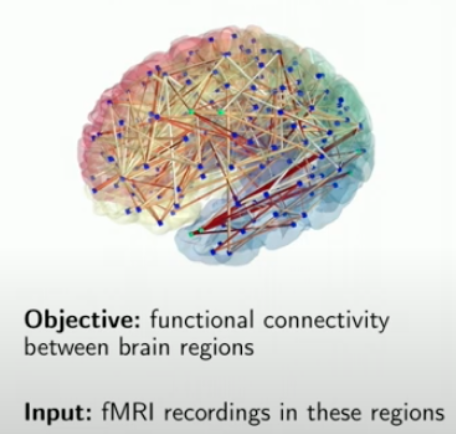 Objective: functional connectivity
between brain regions
Input: fMRI recordings in these regions